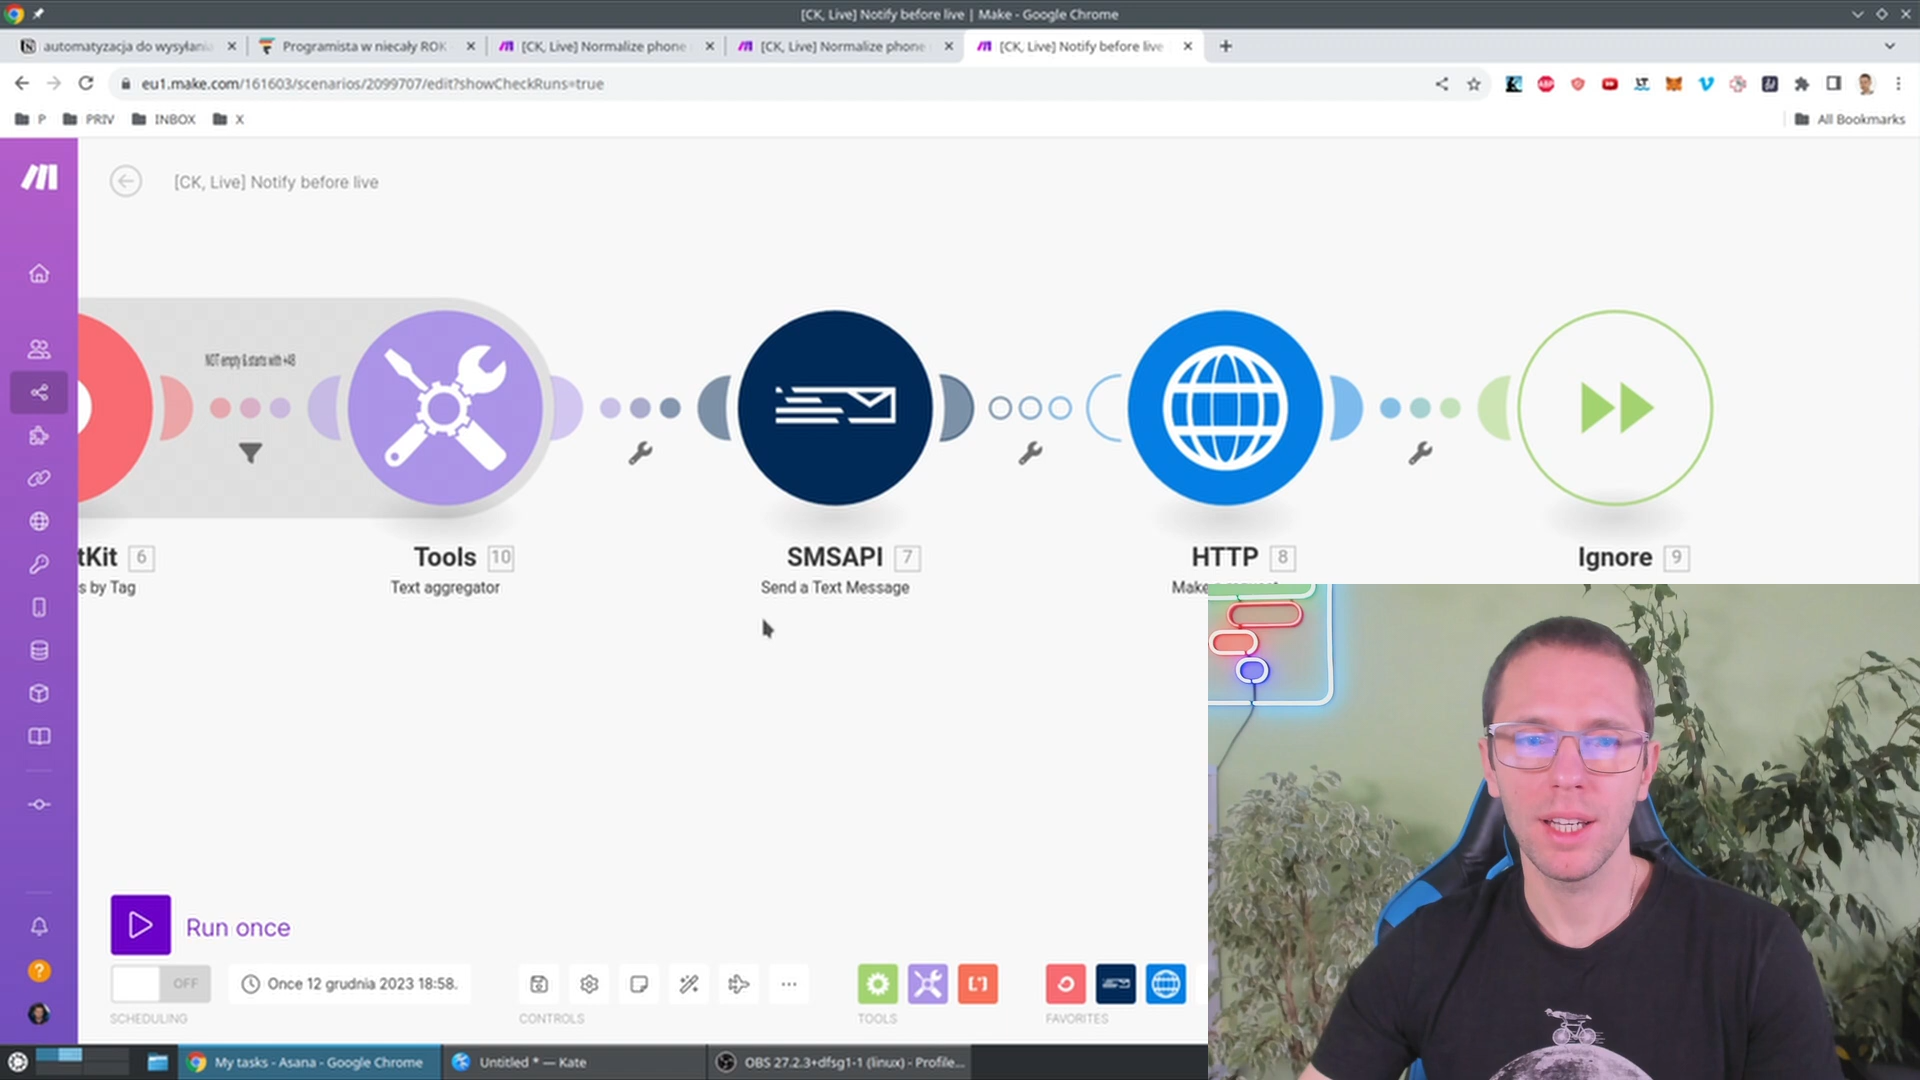 [CK, Live] Notify before live | Make - Google Chrome
automatyzacja do wysyłania
Programista w niecały ROK
[CK, Live] Normalize phone
[CK, Live] Normalize phone
[CK, Live] Notify before live
eu1.make.com/161603/scenarios/2099707/edit?showCheckRuns=true
P
PRIV
INBOX
X
All Bookmarks
[CK, Live] Notify before live
NOT empty & starts with +48
tKit 6
s by Tag
Tools 10
Text aggregator
SMSAPI 7
Send a Text Message
HTTP 8
Ignore 9
Run once
OFF
Once 12 grudnia 2023 18:58.
SCHEDULING
CONTROLS
TOOLS
FAVORITES
My tasks - Asana - Google Chrome
Untitled * — Kate
OBS 27.2.3+dfsg1-1 (linux) - Profile...